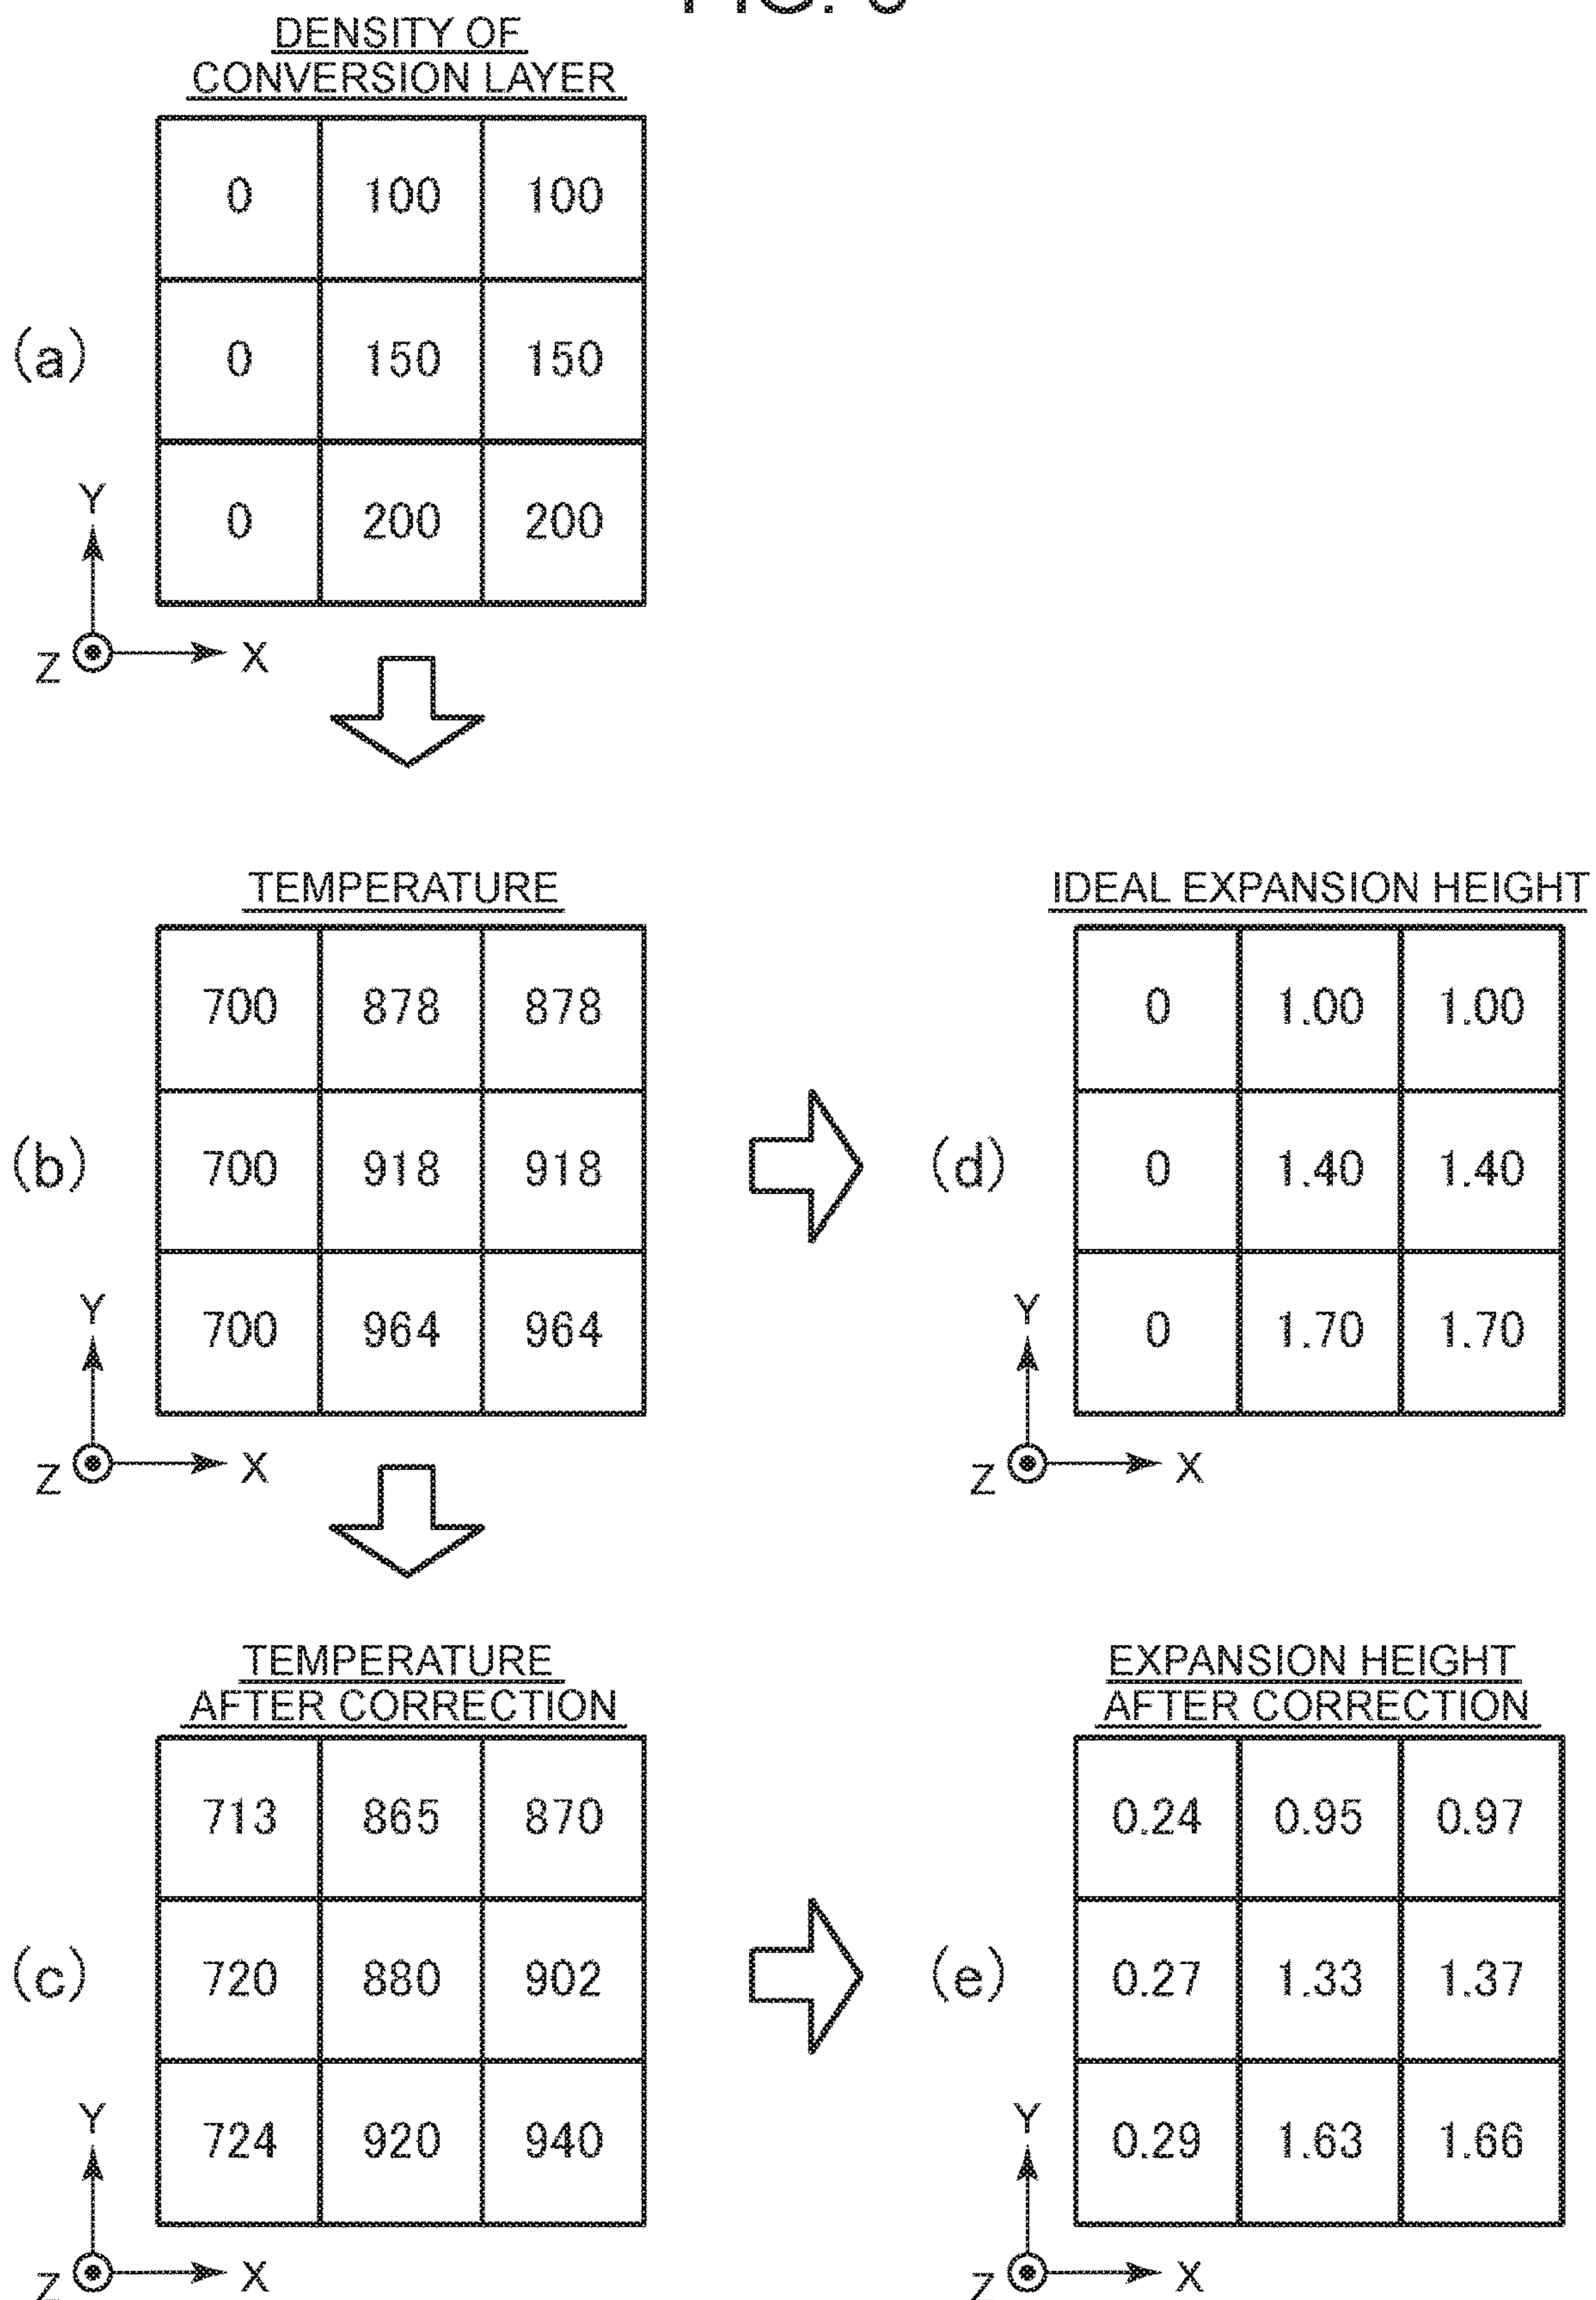 DENSITY OF
CONVERSION LAYER
0 100 100
(a) 0 150 150
0 200 200
Y
Z X
TEMPERATURE
700 878 878
(b) 700 918 918
700 964 964
Y
Z X
IDEAL EXPANSION HEIGHT
0 1.00 1.00
(d) 0 1.40 1.40
0 1.70 1.70
Y
Z X
TEMPERATURE
AFTER CORRECTION
713 865 870
(c) 720 880 902
724 920 940
Y
Z X
EXPANSION HEIGHT
AFTER CORRECTION
0.24 0.95 0.97
(e) 0.27 1.33 1.37
0.29 1.63 1.66
Y
Z X